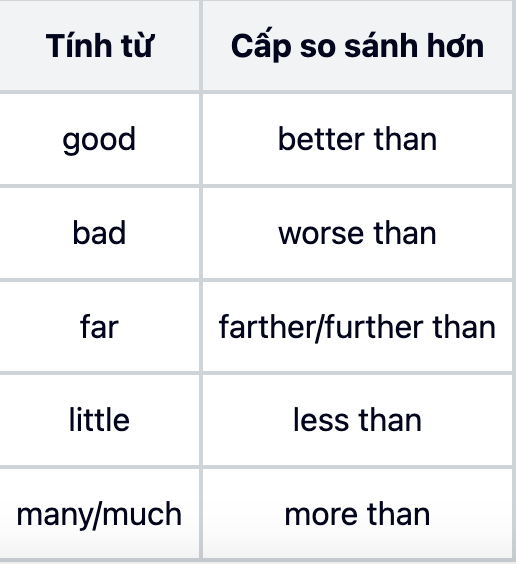 Tính từ Cấp so sánh hơn
good better than
bad worse than
far farther/further than
little less than
many/much more than